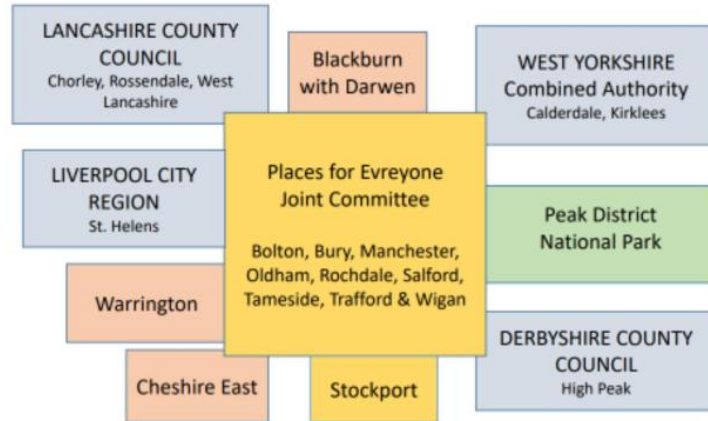 LANCASHIRE COUNTY
COUNCIL
Chorley, Rossendale, West
Lancashire
Blackburn
with Darwen
WEST YORKSHIRE
Combined Authority
Calderdale, Kirklees
LIVERPOOL CITY
REGION
St. Helens
Places for Evreyone
Joint Committee
Bolton, Bury, Manchester,
Oldham, Rochdale, Salford,
Tameside, Trafford & Wigan
Peak District
National Park
Warrington
Cheshire East
Stockport
DERBYSHIRE COUNTY
COUNCIL
High Peak